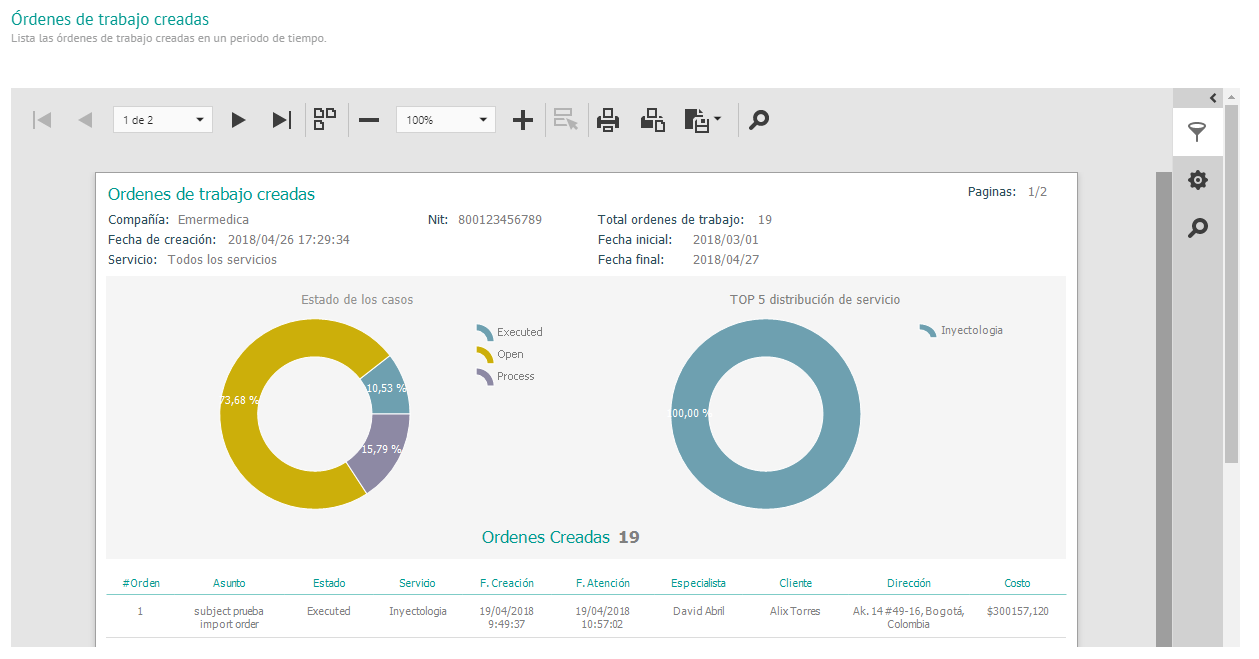 Órdenes de trabajo creadas
Lista las órdenes de trabajo creadas en un periodo de tiempo.
1 de 2
100%
Ordenes de trabajo creadas
Paginas: 1/2
Compañía: Emermedica
Nit: 800123456789
Total ordenes de trabajo: 19
Fecha de creación: 2018/04/26 17:29:34
Fecha inicial: 2018/03/01
Servicio: Todos los servicios
Fecha final: 2018/04/27
Estado de los casos
Executed
Open
Process
10,53 %
73,68 %
15,79 %
TOP 5 distribución de servicio
Inyectologia
00,00 %
Ordenes Creadas 19
#Orden Asunto Estado Servicio F. Creación F. Atención Especialista Cliente Dirección Costo
1 subject prueba Executed Inyectologia 19/04/2018 19/04/2018 David Abril Alix Torres Ak. 14 #49-16, Bogotá, $300157,120
import order 9:49:37 10:57:02 Colombia